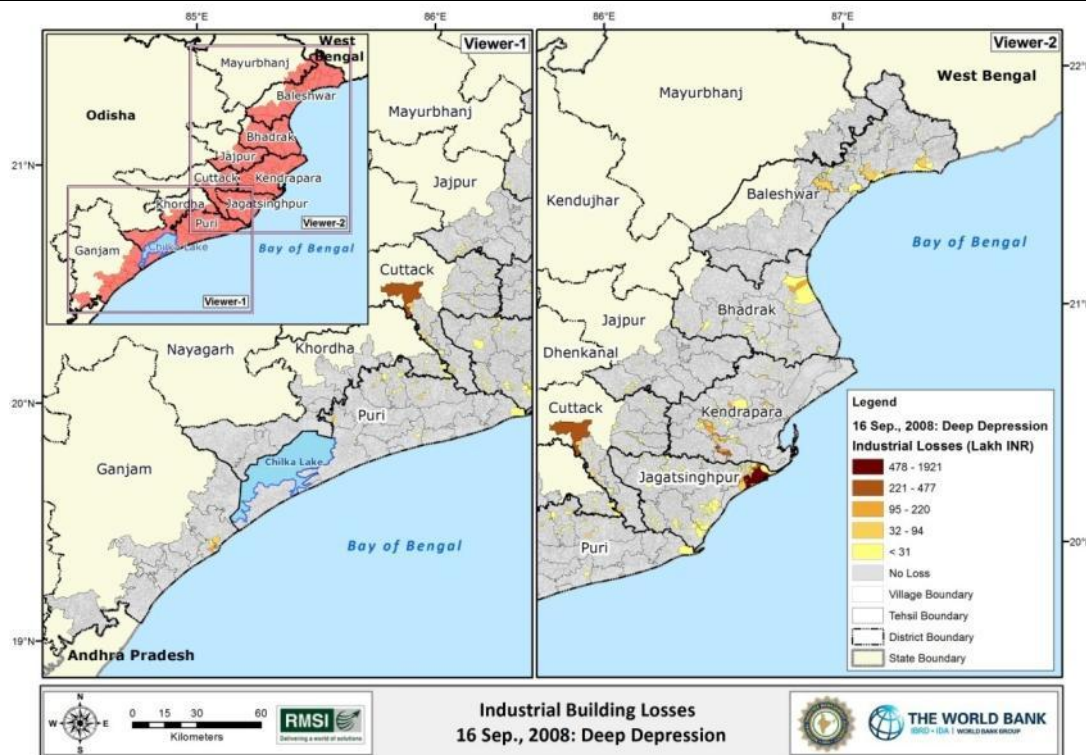 85°E
86°E
86°E
87°E
Viewer-1
West
Bengal
Mayurbhanj
Baleshwar
Odisha
Bhadrak
Jajpur
Cuttack
Kendrapara
Khordha
Jagatsinghpur
Puri
Viewer-2
Ganjam
Chilka Lake
Bay of Bengal
Viewer-1
21°N
20°N
19°N
Mayurbhanj
Jajpur
Cuttack
Nayagarh
Khordha
Puri
Ganjam
Chilka Lake
Bay of Bengal
Andhra Pradesh
Viewer-2
22°N
21°N
20°N
West Bengal
Mayurbhanj
Kendujhar
Baleshwar
Bay of Bengal
Bhadrak
Jajpur
Dhenkanal
Cuttack
Kendrapara
Jagatsinghpur
Puri
Legend
16 Sep., 2008: Deep Depression
Industrial Losses (Lakh INR)
478 - 1921
221 - 477
95 - 220
32 - 94
< 31
No Loss
Village Boundary
Tehsil Boundary
District Boundary
State Boundary
N
W E
S
0 15 30 60
Kilometers
RMSI
Delivering a world of solutions
Industrial Building Losses
16 Sep., 2008: Deep Depression
THE WORLD BANK
IBRD • IDA | WORLD BANK GROUP